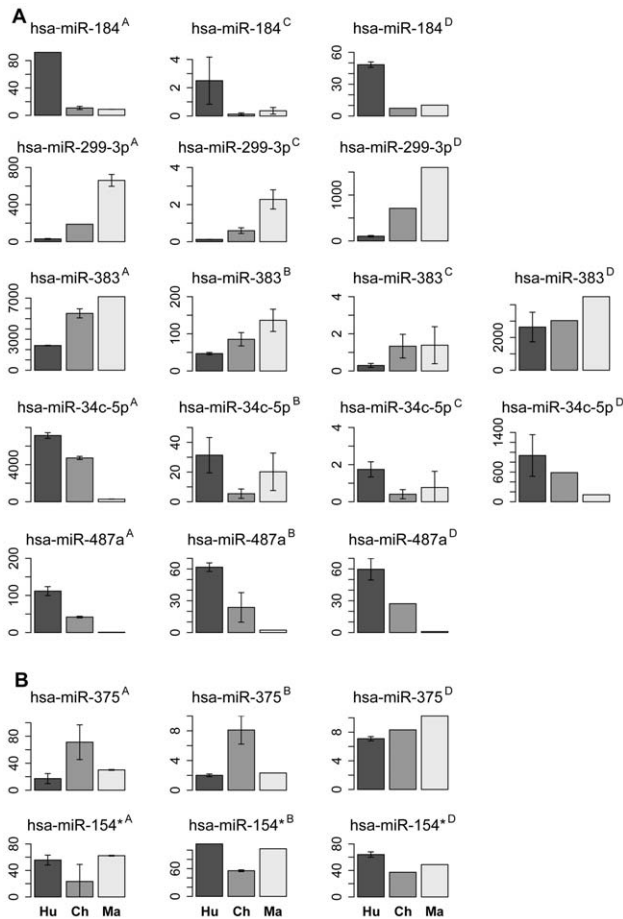 A
hsa-miR-184A hsa-miR-184C hsa-miR-184D
0 40 80 0 2 4 0 30 60
hsa-miR-299-3pA hsa-miR-299-3pC hsa-miR-299-3pD
0 400 800 0 2 4 0 1000
hsa-miR-383A hsa-miR-383B hsa-miR-383C hsa-miR-383D
0 3000 7000 0 100 200 0 2 4 0 2000
hsa-miR-34c-5pA hsa-miR-34c-5pB hsa-miR-34c-5pC hsa-miR-34c-5pD
0 4000 0 20 40 0 2 4 0 600 1400
hsa-miR-487aA hsa-miR-487aB hsa-miR-487aD
0 100 200 0 30 60 0 30 60
B
hsa-miR-375A hsa-miR-375B hsa-miR-375D
0 40 80 0 4 8 0 4 8
hsa-miR-154*A hsa-miR-154*B hsa-miR-154*D
0 40 80 0 60 0 40 80
Hu Ch Ma Hu Ch Ma Hu Ch Ma